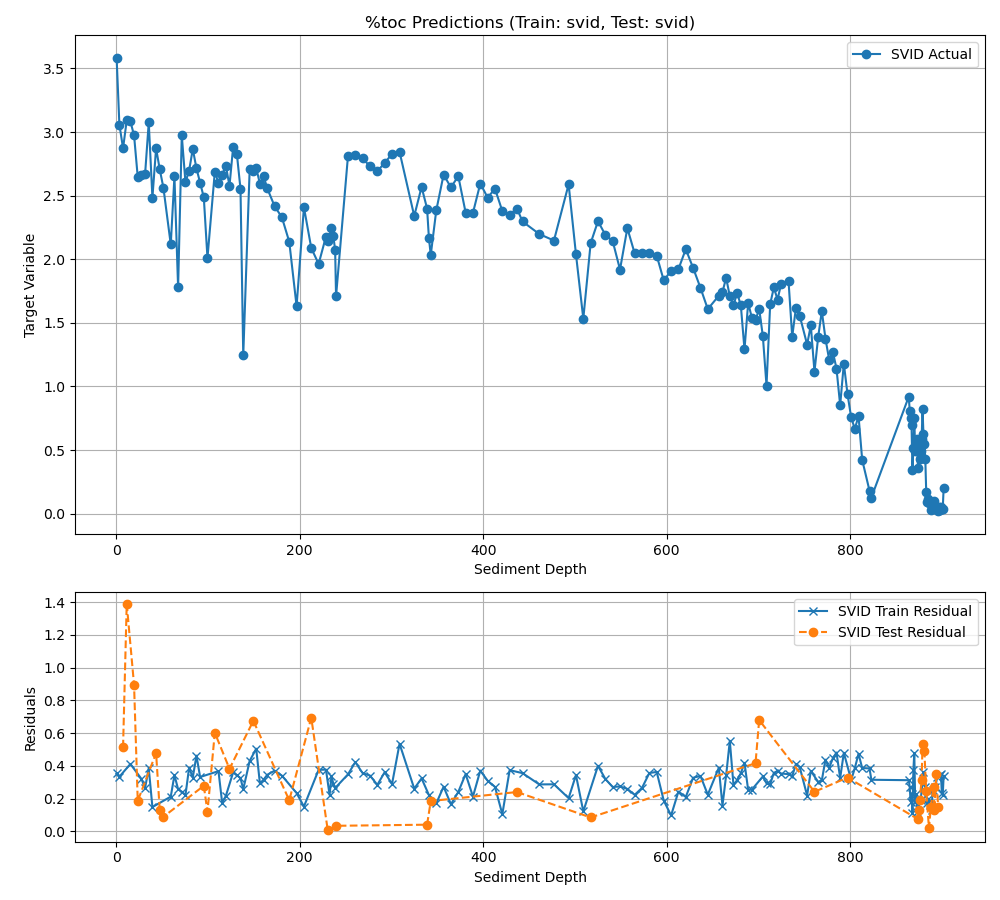 %toc Predictions (Train: svid, Test: svid)
SVID Actual
3.5
3.0
2.5
2.0
1.5
1.0
0.5
0.0
Target Variable
0 200 400 600 800
Sediment Depth
SVID Train Residual
SVID Test Residual
1.4
1.2
1.0
0.8
0.6
0.4
0.2
0.0
Residuals
0 200 400 600 800
Sediment Depth